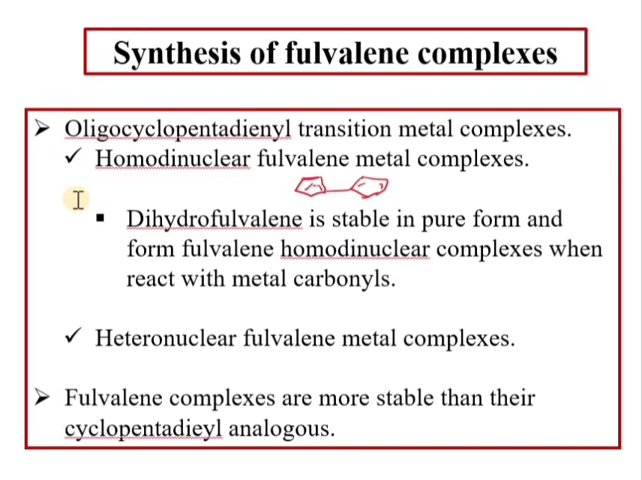 Synthesis of fulvalene complexes
➢ Oligocyclopentadienyl transition metal complexes.
✓ Homodinuclear fulvalene metal complexes.
▪ Dihydrofulvalene is stable in pure form and
form fulvalene homodinuclear complexes when
react with metal carbonyls.
✓ Heteronuclear fulvalene metal complexes.
➢ Fulvalene complexes are more stable than their
cyclopentadieyl analogous.